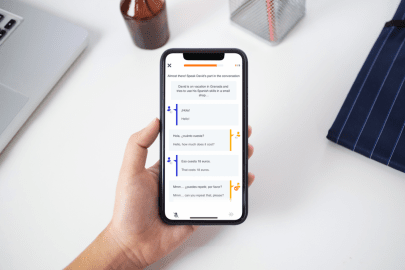 Almost there! Speak David's part in the conversation.
David is on vacation in Granada and
tries to use his Spanish skills in a small
shop...
¡Hola!
Hello!
Hola, ¿cuánto cuesta?
Hello, how much does it cost?
Eso cuesta 18 euros.
That costs 18 euros.
Mmm... ¿puedes repetir, por favor?
Mmm... can you repeat that, please?